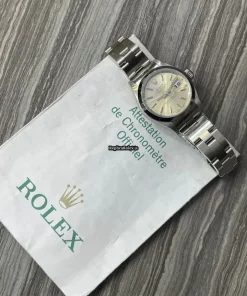 Attestation
de Chronomètre
Officiel
ROLEX